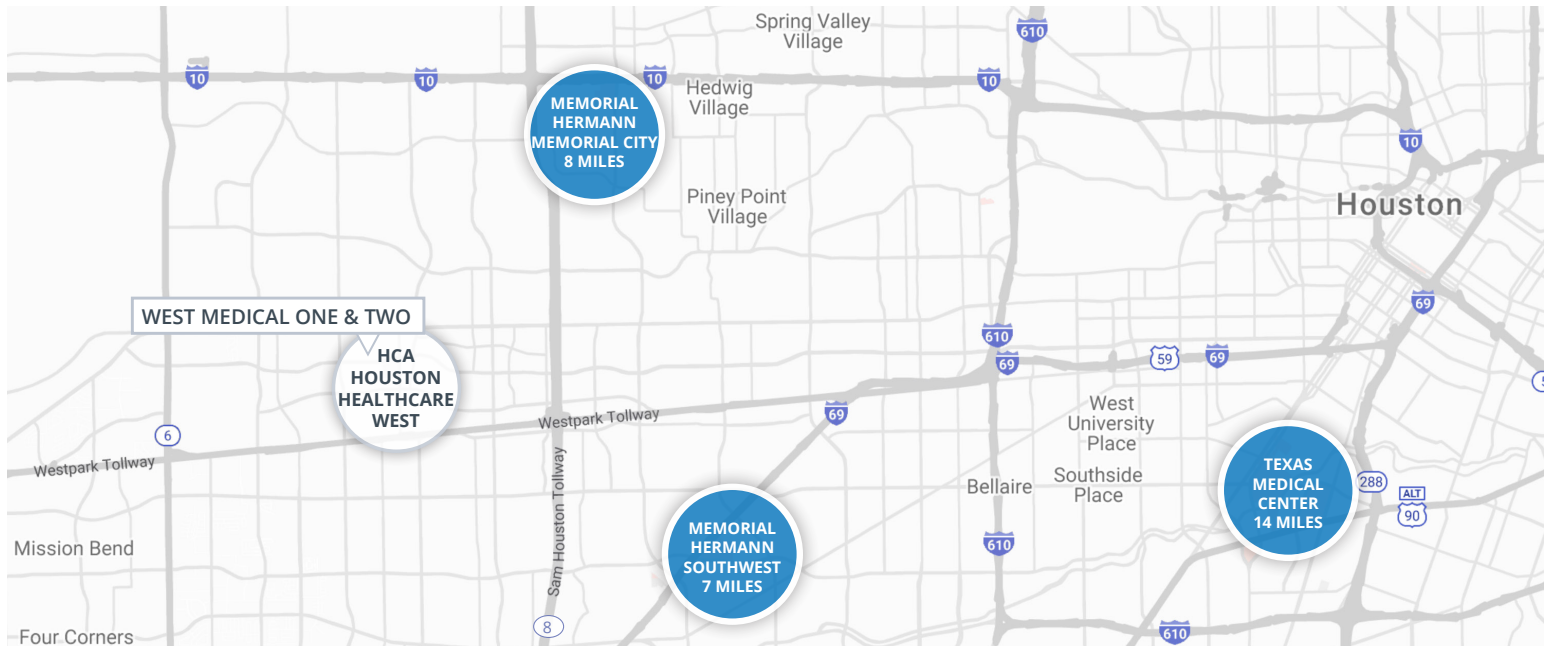 Spring Valley
Village
610
10
10
10
10
Hedwig
Village
MEMORIAL
HERMANN
MEMORIAL CITY
8 MILES
10
Piney Point
Village
Houston
69
WEST MEDICAL ONE & TWO
HCA
HOUSTON
HEALTHCARE
WEST
610
69
59
69
Westpark Tollway
69
West
University
Place
6
Westpark Tollway
Sam Houston Tollway
Bellaire
Southside
Place
TEXAS
MEDICAL
CENTER
14 MILES
288
ALT
90
MEMORIAL
HERMANN
SOUTHWEST
7 MILES
Mission Bend
610
8
Four Corners
610